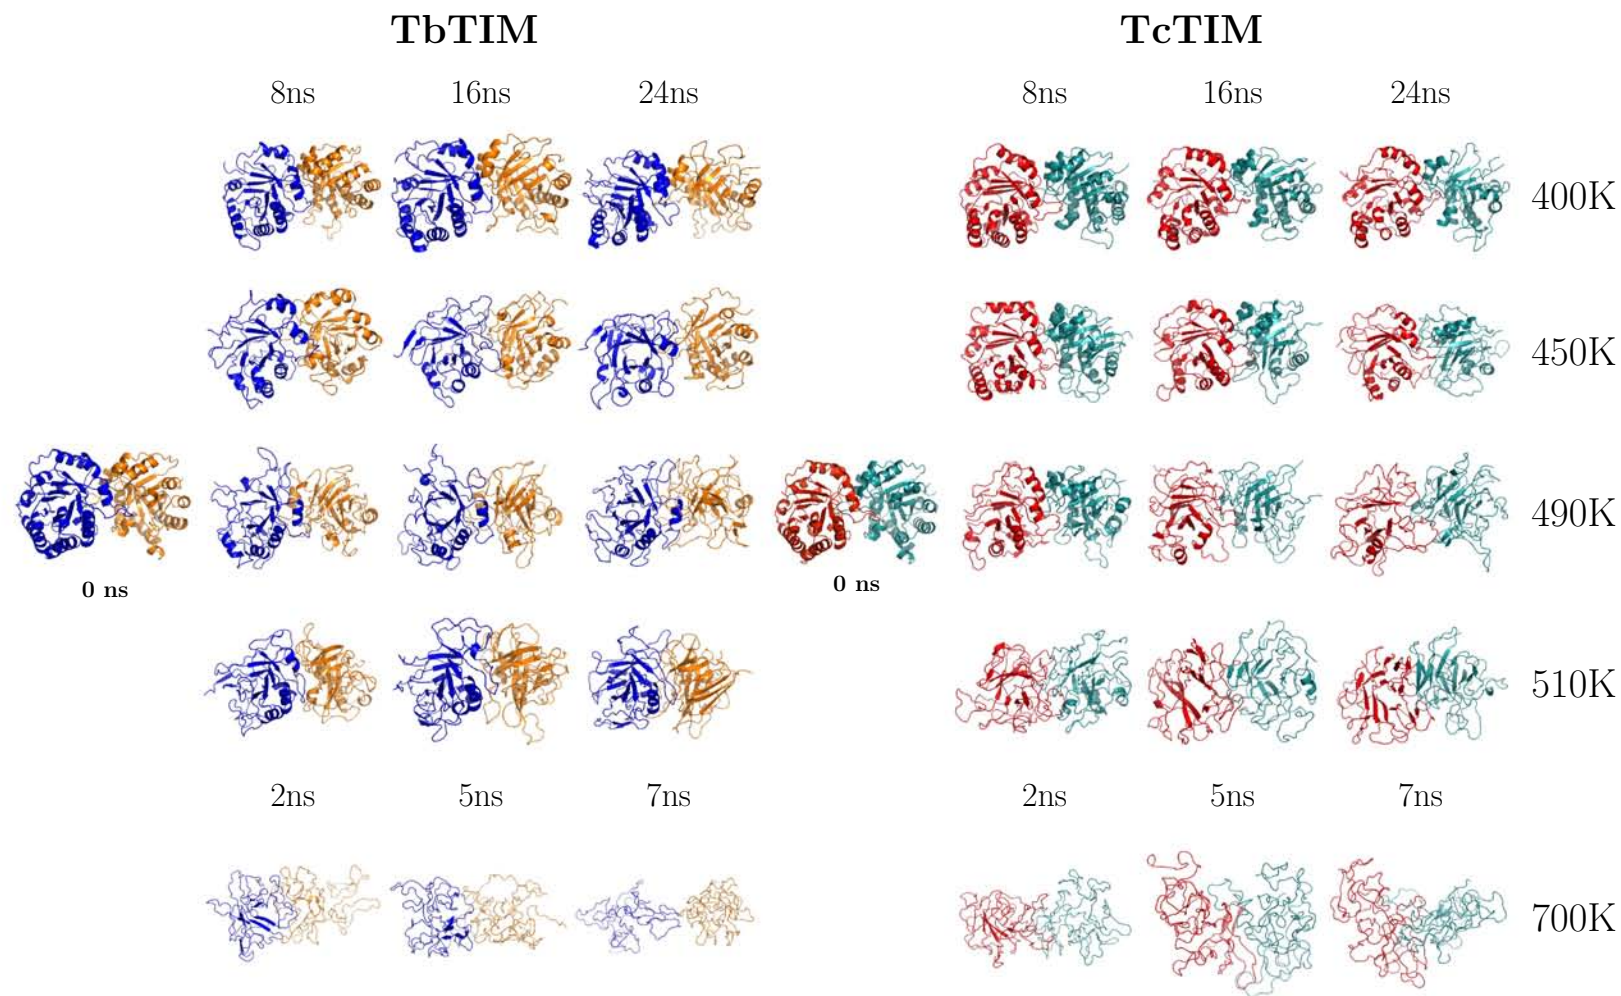 TbTIM TcTIM
8ns 16ns 24ns 8ns 16ns 24ns
400K
450K
490K
0 ns 0 ns
510K
2ns 5ns 7ns 2ns 5ns 7ns
700K